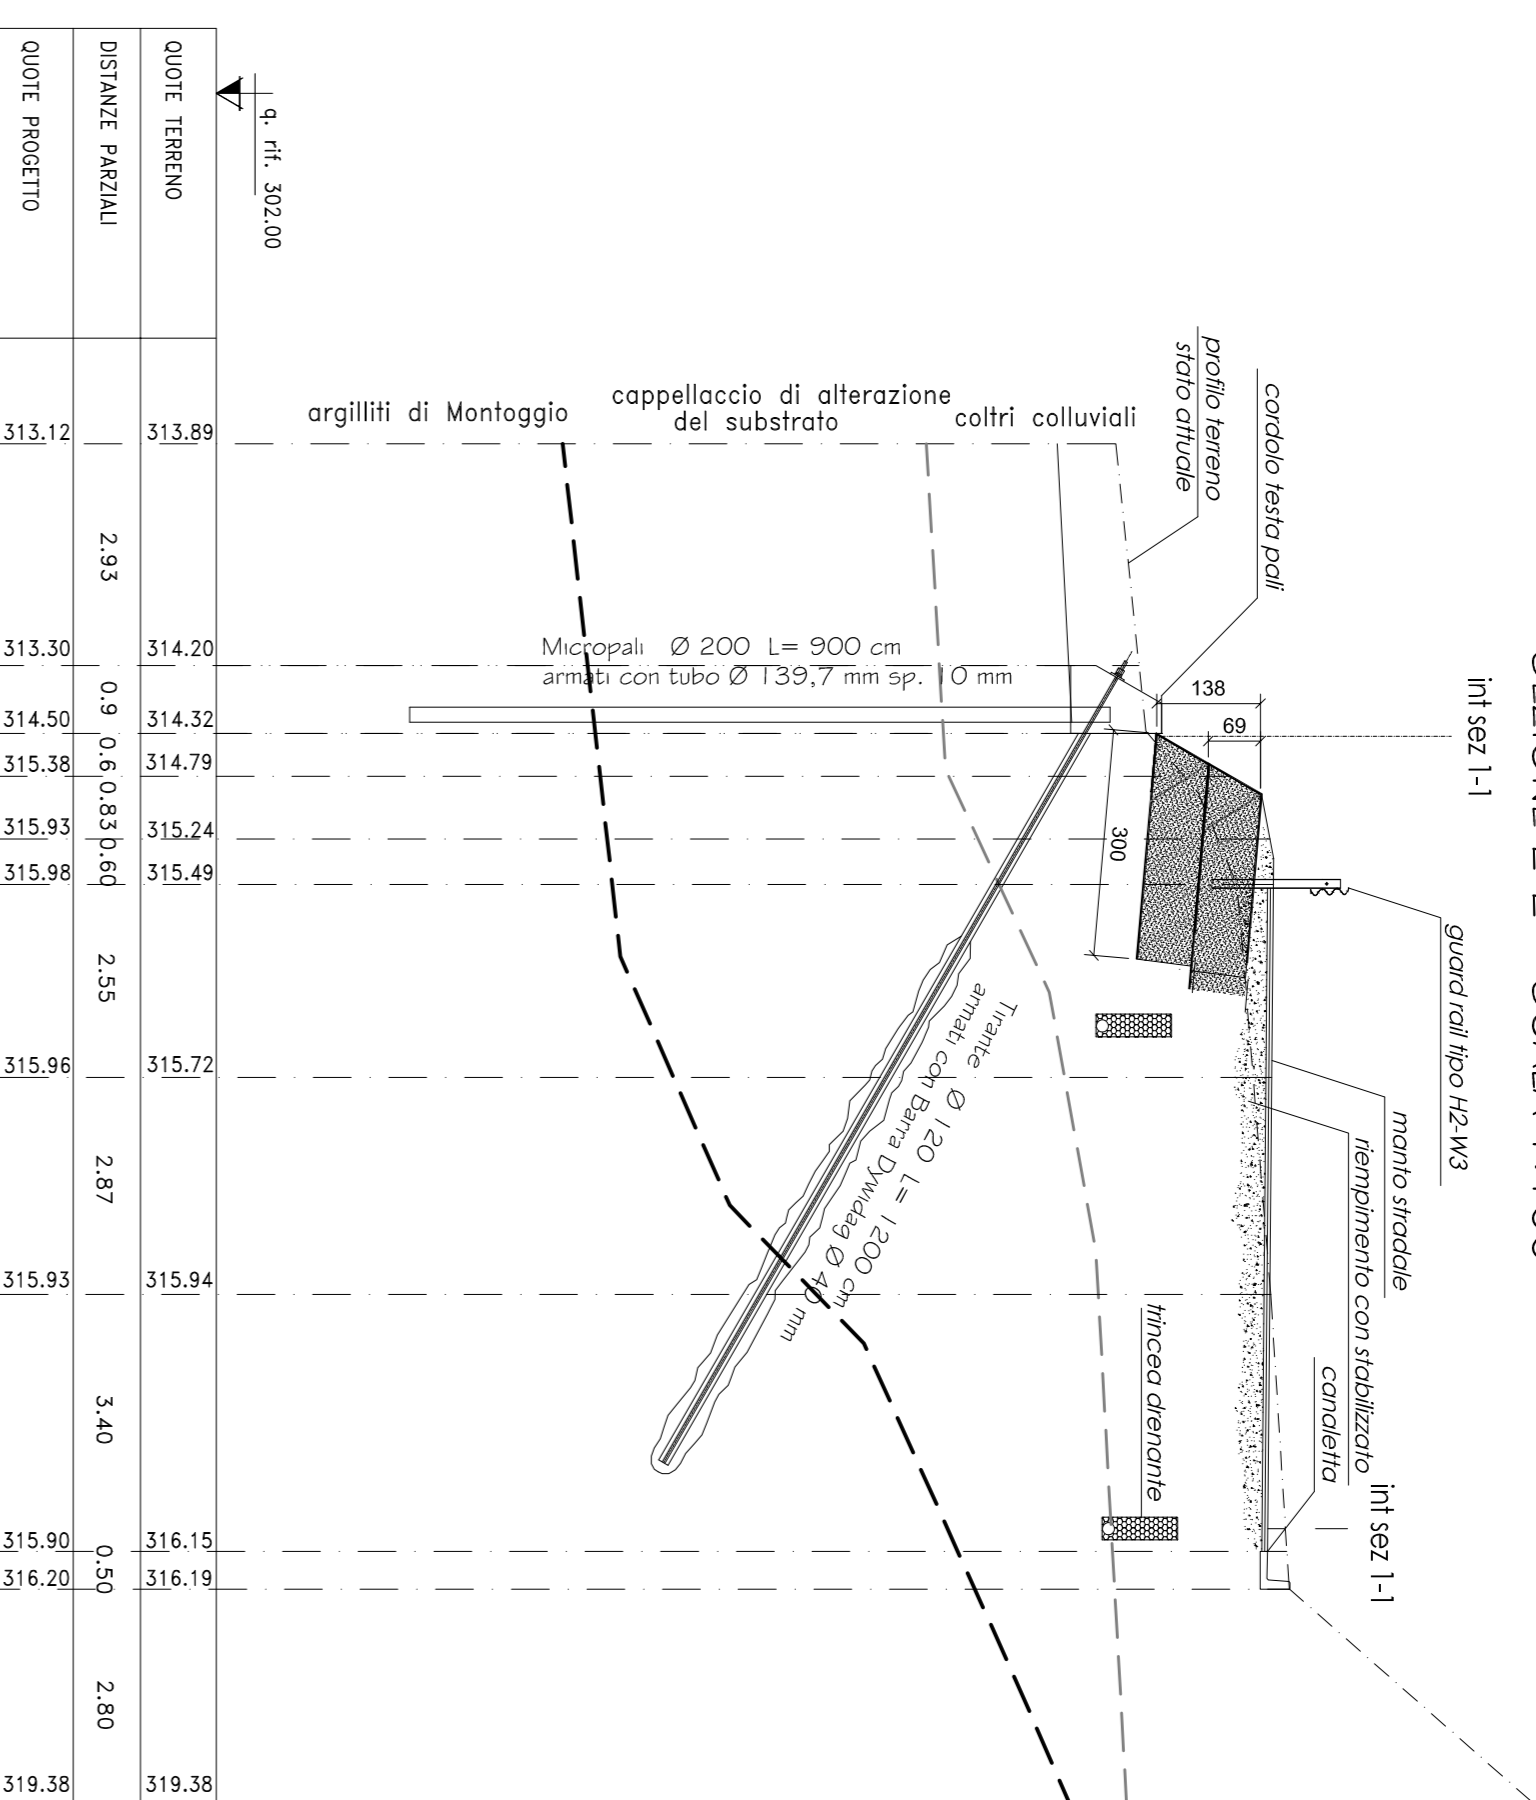 int sez 1-1
guard rail tipo H2-W3
manto stradale
riempimento con stabilizzato
int sez 1-1
canaletta
cordolo testa pali
profilo terreno
stato attuale
138
69
300
trincea drenante
argilliti di Montoggio
cappellaccio di alterazione
del substrato
coltri colluviali
Micropali Ø 200 L= 900 cm
armati con tubo Ø 139,7 mm sp. 10 mm
Tirante Ø 120 L= 1200 cm
armati con Barra Dywidag Ø 40 mm
q. rif. 302.00
QUOTE TERRENO
313.89
314.20
314.32
314.79
315.24
315.49
315.72
315.94
316.15
316.19
319.38
DISTANZE PARZIALI
2.93
0.9
0.6
0.83
0.60
2.55
2.87
3.40
0.50
2.80
QUOTE PROGETTO
313.12
313.30
314.50
315.38
315.93
315.98
315.96
315.93
315.90
316.20
319.38